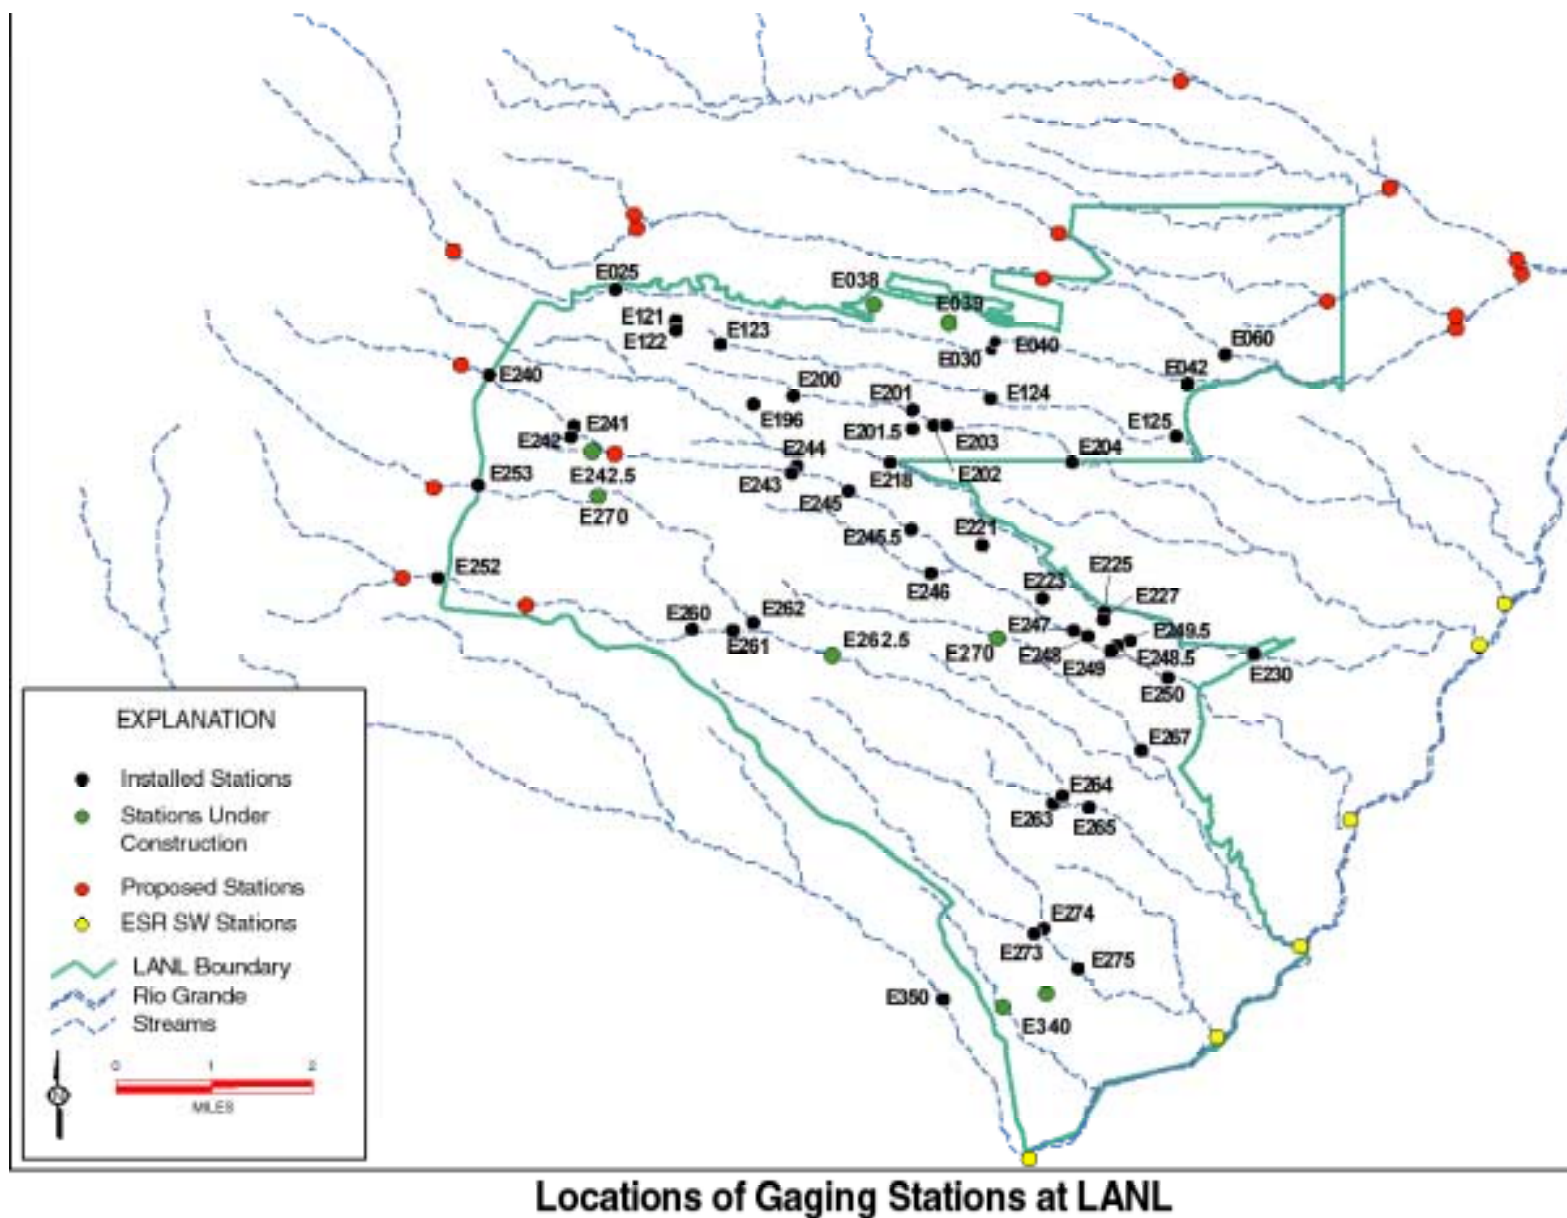 E025
E038
E039
E121
E122
E123
E030
E040
E060
E042
E240
E200
E201
E124
E196
E241
E242
E201.5
E203
E125
E244
E204
E253
E242.5
E243
E218
E202
E245
E270
E245.5
E221
E252
E246
E225
E223
E227
E260
E262
E261
E262.5
E270
E247
E248
E249
E249.5
E248.5
E230
E250
E267
E264
E263
E265
E274
E273
E275
E350
E340
EXPLANATION
Installed Stations
Stations Under
Construction
Proposed Stations
ESR SW Stations
LANL Boundary
Rio Grande
Streams
0 1 2
MILES
N
Locations of Gaging Stations at LANL